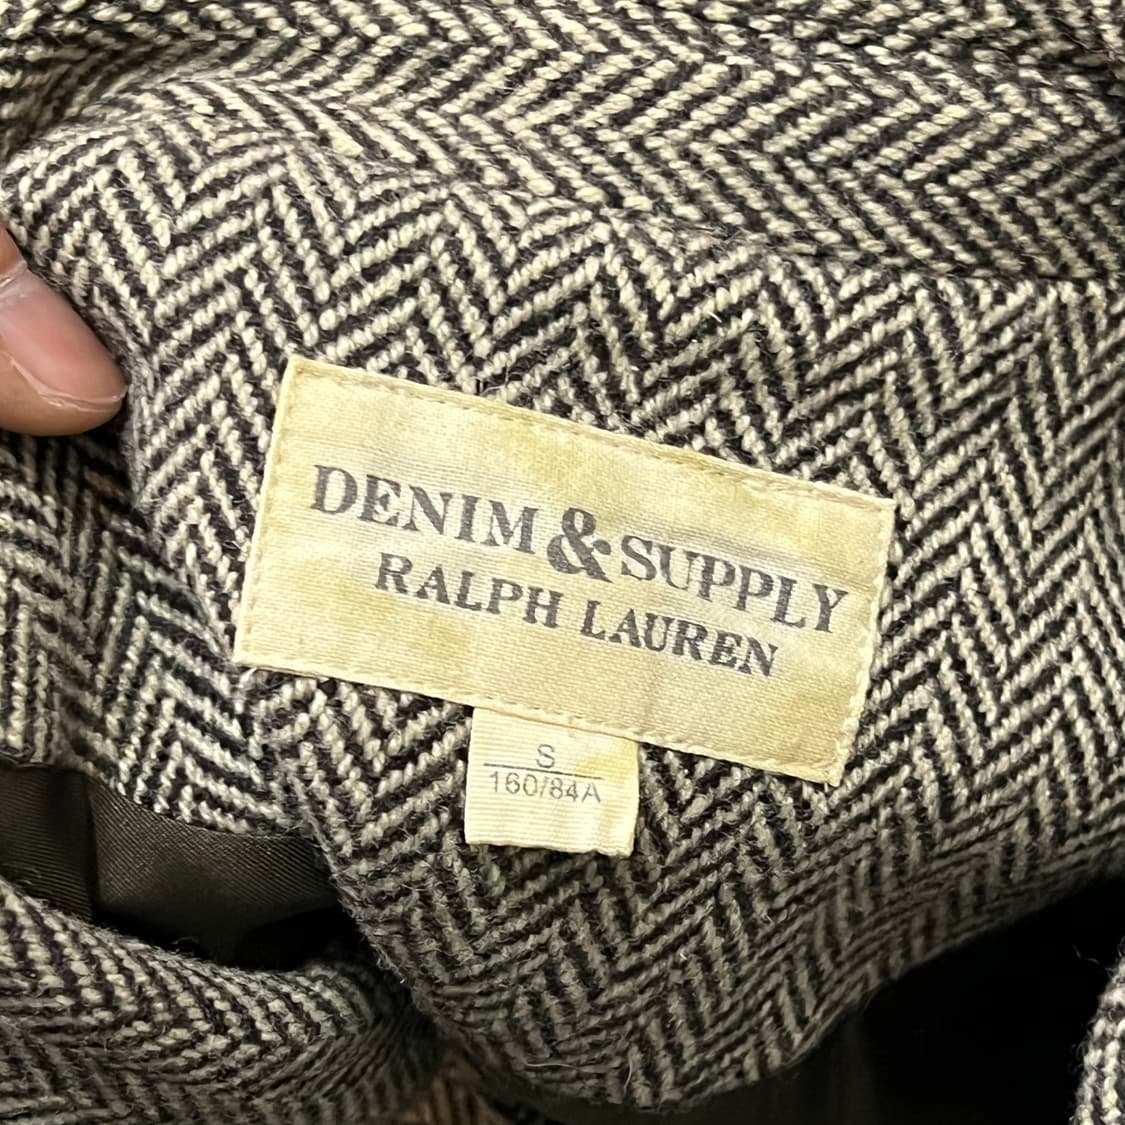 DENIM & SUPPLY
RALPH LAUREN
S
160/84A